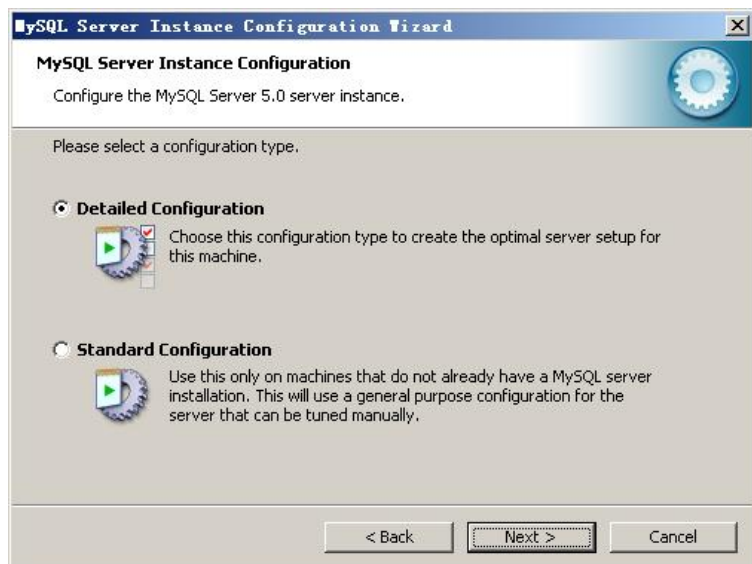 MySQL Server Instance Configuration Wizard
MySQL Server Instance Configuration
Configure the MySQL Server 5.0 server instance.
Please select a configuration type.
Detailed Configuration
Choose this configuration type to create the optimal server setup for
this machine.
Standard Configuration
Use this only on machines that do not already have a MySQL server
installation. This will use a general purpose configuration for the
server that can be tuned manually.
< Back
Next >
Cancel